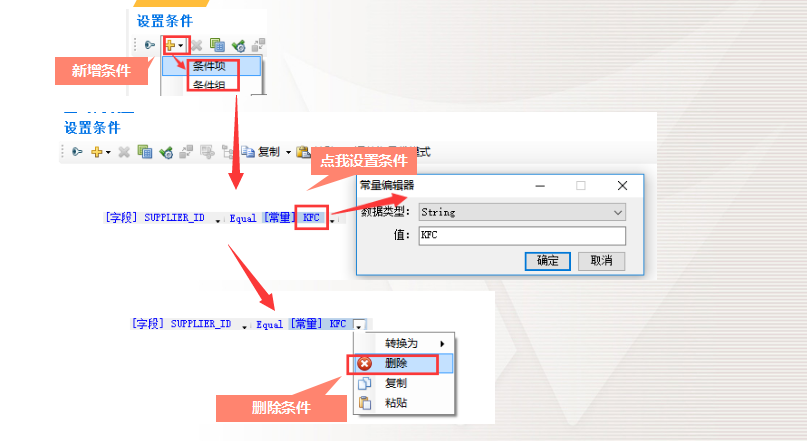 设置条件
新增条件
条件项
条件组
设置条件
复制
式
点我设置条件
常量编辑器
数据类型:
String
值:
KFC
确定
取消
[字段] SUPPLIER_ID Equal [常量] KFC
[字段] SUPPLIER_ID Equal [常量] KFC
转换为
删除
复制
粘贴
删除条件